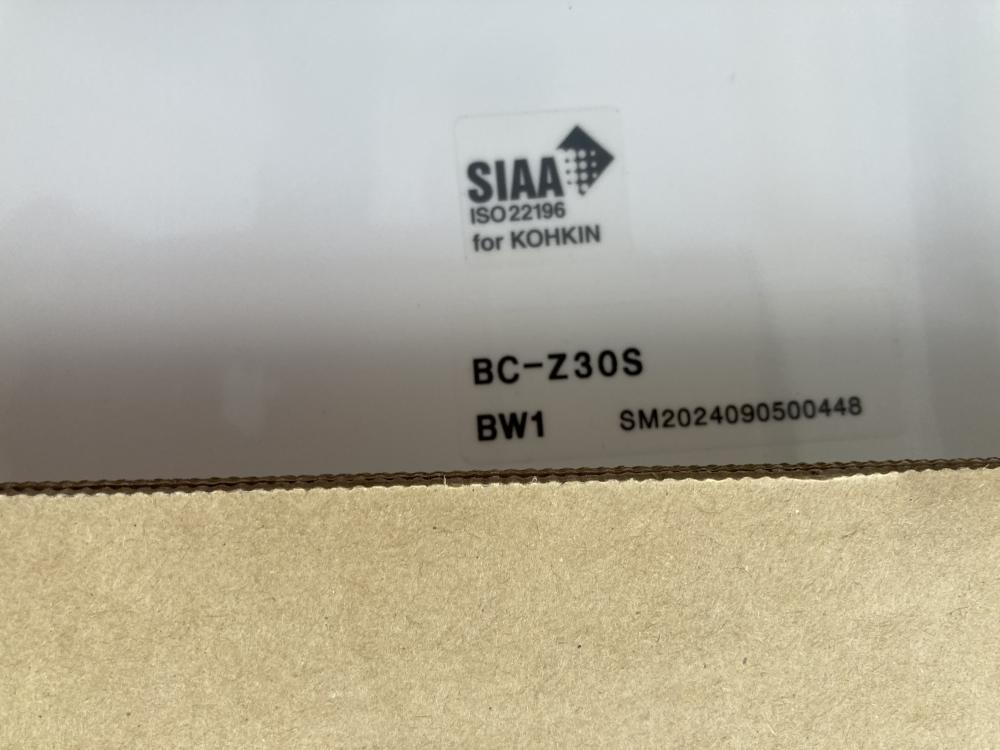 SIAA
ISO 22196
for KOHKIN
BC-Z30S
BW1 SM2024090500448